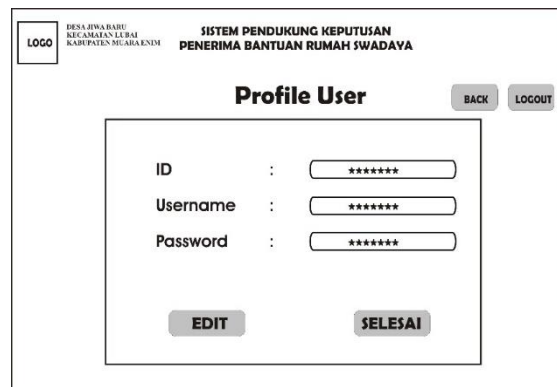 LOGO
DESA JIWA BARU
KECAMATAN LUBAI
KABUPATEN MUARA ENIM
SISTEM PENDUKUNG KEPUTUSAN
PENERIMA BANTUAN RUMAH SWADAYA
Profile User
BACK
LOGOUT
ID : *******
Username : *******
Password : *******
EDIT
SELESAI